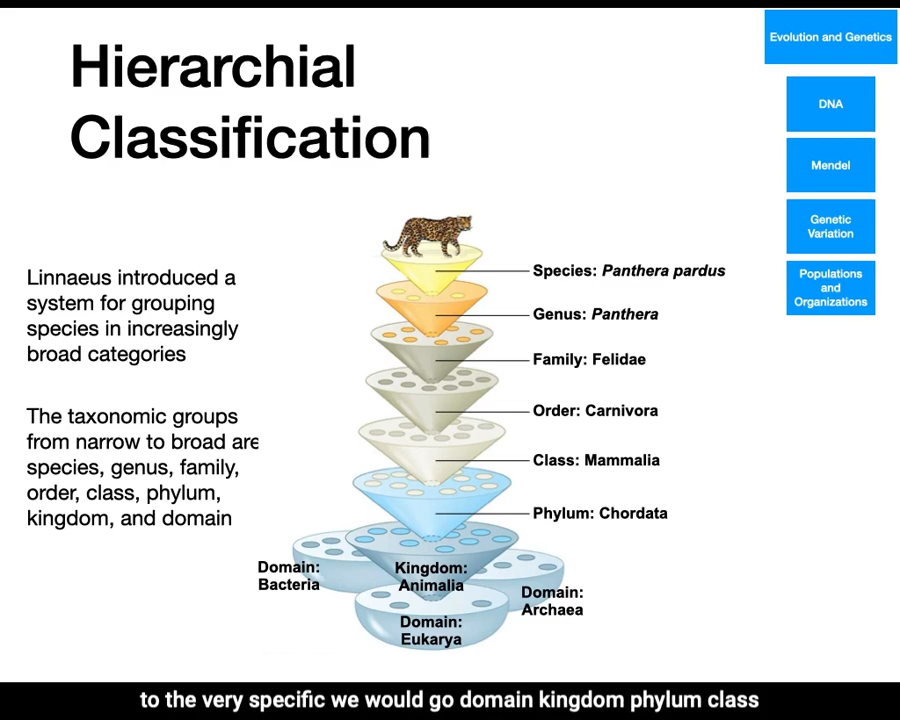 Hierarchial
Classification
Evolution and Genetics
DNA
Mendel
Genetic
Variation
Populations
and
Organizations
Linnaeus introduced a
system for grouping
species in increasingly
broad categories
The taxonomic groups
from narrow to broad are
species, genus, family,
order, class, phylum,
kingdom, and domain
Species: Panthera pardus
Genus: Panthera
Family: Felidae
Order: Carnivora
Class: Mammalia
Phylum: Chordata
Domain:
Bacteria
Kingdom:
Animalia
Domain:
Archaea
Domain:
Eukarya
to the very specific we would go domain kingdom phylum class